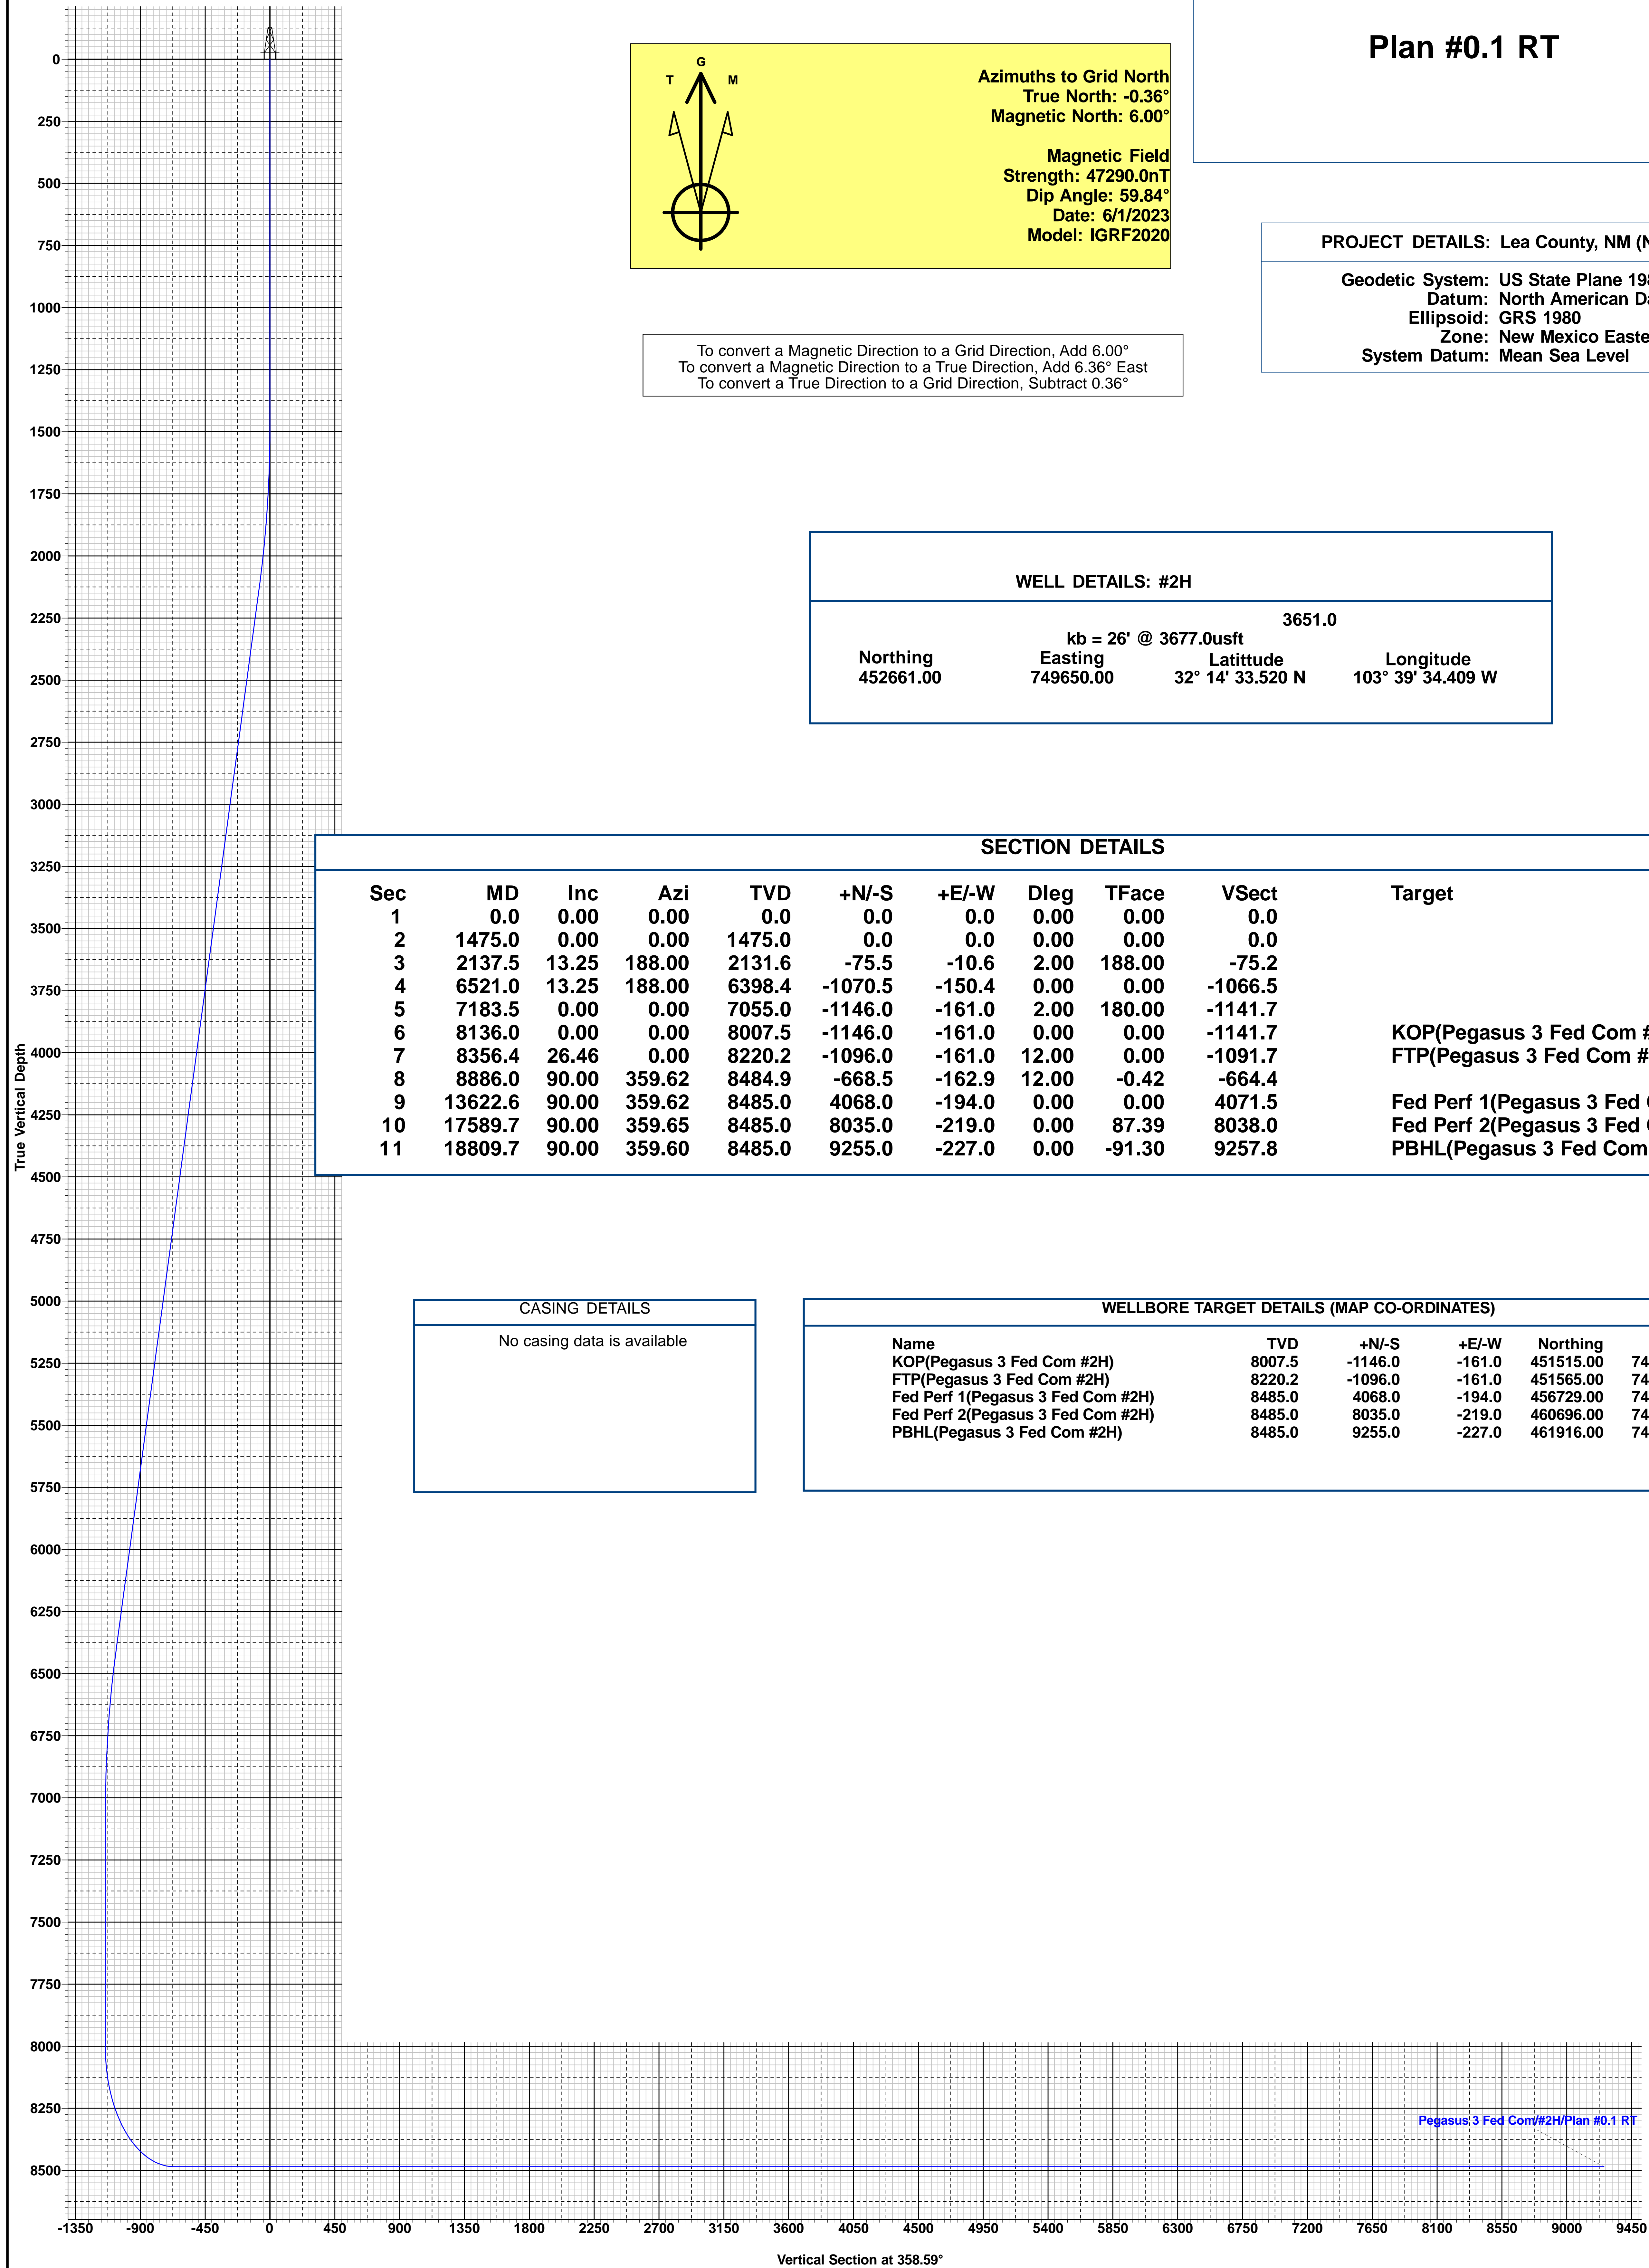 Plan #0.1 RT
T G M
Azimuths to Grid North
True North: -0.36°
Magnetic North: 6.00°
Magnetic Field
Strength: 47290.0nT
Dip Angle: 59.84°
Date: 6/1/2023
Model: IGRF2020
PROJECT DETAILS: Lea County, NM (N
Geodetic System: US State Plane 198
Datum: North American Da
Ellipsoid: GRS 1980
Zone: New Mexico Easte
System Datum: Mean Sea Level
To convert a Magnetic Direction to a Grid Direction, Add 6.00°
To convert a Magnetic Direction to a True Direction, Add 6.36° East
To convert a True Direction to a Grid Direction, Subtract 0.36°
WELL DETAILS: #2H
3651.0
kb = 26' @ 3677.0usft
Northing Easting Latittude Longitude
452661.00 749650.00 32° 14' 33.520 N 103° 39' 34.409 W
SECTION DETAILS
Sec MD Inc Azi TVD +N/-S +E/-W Dleg TFace VSect Target
1 0.0 0.00 0.00 0.0 0.0 0.0 0.00 0.00 0.0
2 1475.0 0.00 0.00 1475.0 0.0 0.0 0.00 0.00 0.0
3 2137.5 13.25 188.00 2131.6 -75.5 -10.6 2.00 188.00 -75.2
4 6521.0 13.25 188.00 6398.4 -1070.5 -150.4 0.00 0.00 -1066.5
5 7183.5 0.00 0.00 7055.0 -1146.0 -161.0 2.00 180.00 -1141.7
6 8136.0 0.00 0.00 8007.5 -1146.0 -161.0 0.00 0.00 -1141.7 KOP(Pegasus 3 Fed Com #
7 8356.4 26.46 0.00 8220.2 -1096.0 -161.0 12.00 0.00 -1091.7 FTP(Pegasus 3 Fed Com #
8 8886.0 90.00 359.62 8484.9 -668.5 -162.9 12.00 -0.42 -664.4
9 13622.6 90.00 359.62 8485.0 4068.0 -194.0 0.00 0.00 4071.5 Fed Perf 1(Pegasus 3 Fed C
10 17589.7 90.00 359.65 8485.0 8035.0 -219.0 0.00 87.39 8038.0 Fed Perf 2(Pegasus 3 Fed C
11 18809.7 90.00 359.60 8485.0 9255.0 -227.0 0.00 -91.30 9257.8 PBHL(Pegasus 3 Fed Com
CASING DETAILS
No casing data is available
WELLBORE TARGET DETAILS (MAP CO-ORDINATES)
Name TVD +N/-S +E/-W Northing
KOP(Pegasus 3 Fed Com #2H) 8007.5 -1146.0 -161.0 451515.00 74
FTP(Pegasus 3 Fed Com #2H) 8220.2 -1096.0 -161.0 451565.00 74
Fed Perf 1(Pegasus 3 Fed Com #2H) 8485.0 4068.0 -194.0 456729.00 74
Fed Perf 2(Pegasus 3 Fed Com #2H) 8485.0 8035.0 -219.0 460696.00 74
PBHL(Pegasus 3 Fed Com #2H) 8485.0 9255.0 -227.0 461916.00 74
True Vertical Depth
0
250
500
750
1000
1250
1500
1750
2000
2250
2500
2750
3000
3250
3500
3750
4000
4250
4500
4750
5000
5250
5500
5750
6000
6250
6500
6750
7000
7250
7500
7750
8000
8250
8500
Pegasus 3 Fed Com/#2H/Plan #0.1 RT
-1350 -900 -450 0 450 900 1350 1800 2250 2700 3150 3600 4050 4500 4950 5400 5850 6300 6750 7200 7650 8100 8550 9000 9450
Vertical Section at 358.59°